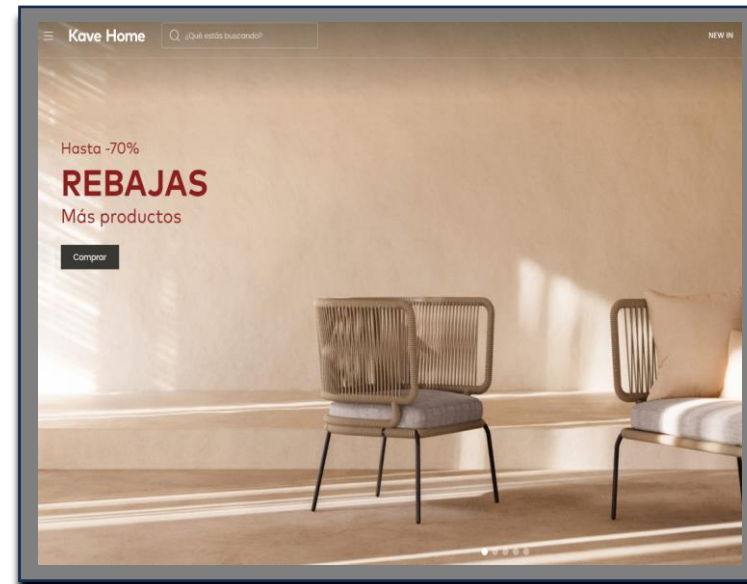 Kave Home
¿Qué estás buscando?
NEW IN
Hasta -70%
REBAJAS
Más productos
Comprar